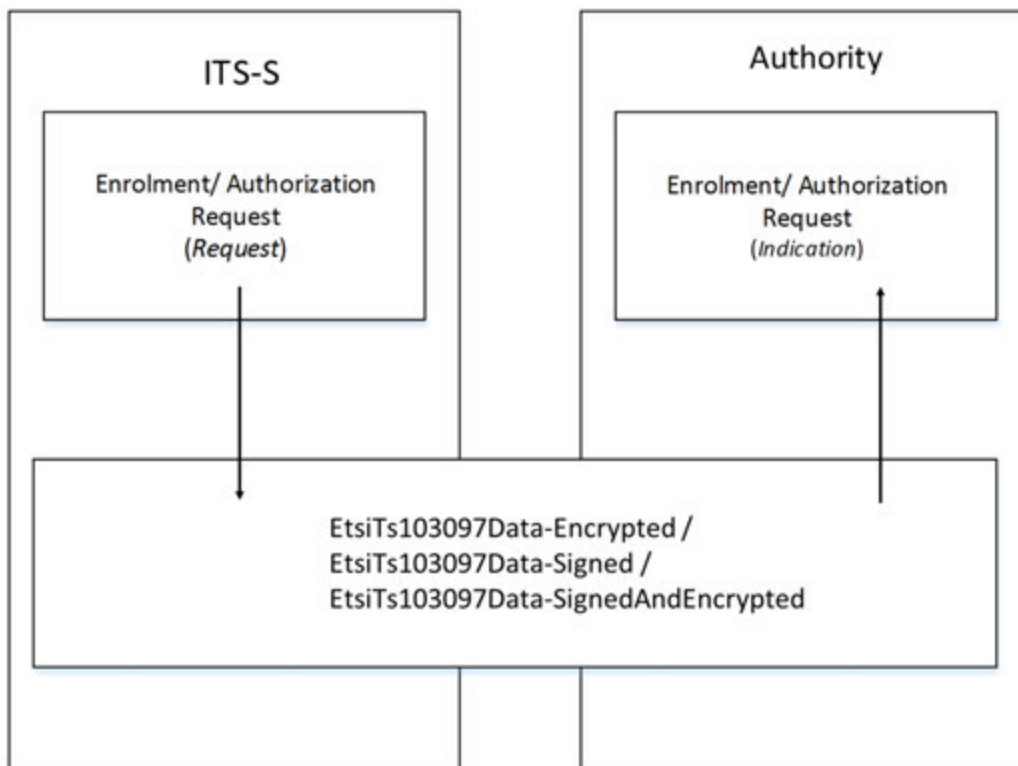 ITS-S
Enrolment/ Authorization
Request
(Request)
Authority
Enrolment/ Authorization
Request
(Indication)
EtsiTs103097Data-Encrypted /
EtsiTs103097Data-Signed /
EtsiTs103097Data-SignedAndEncrypted